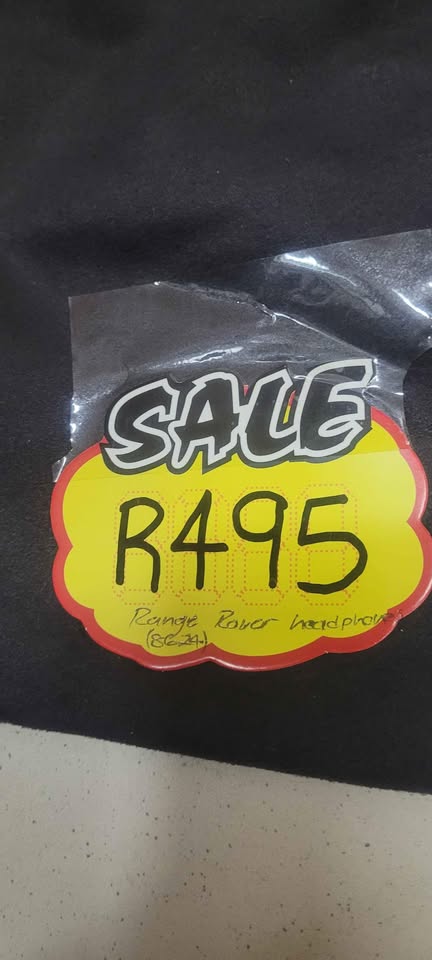 SALE
R495
Range Rover headphones
(8624)